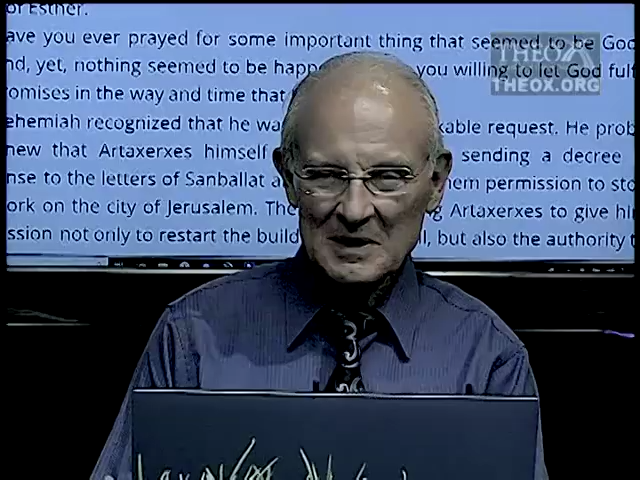 of Esther.
ave you ever prayed for some important thing that seemed to be God
nd, yet, nothing seemed to be happ you willing to let God fulf
romises in the way and time that
ehemiah recognized that he wa kable request. He prob
new that Artaxerxes himself sending a decree
nse to the letters of Sanballat a hem permission to sto
ork on the city of Jerusalem. The g Artaxerxes to give hi
ssion not only to restart the build l, but also the authority t
THEOX
THEOX.ORG